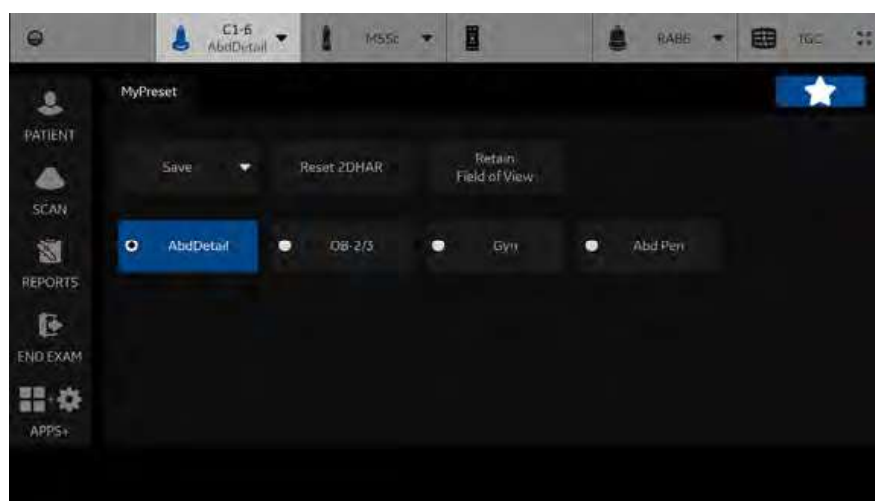 C1-6
AbdDetail
M5Sc
RAB6
TGC
MyPreset
PATIENT
Save
Reset 2DHAR
Retain
Field of View
SCAN
AbdDetail
OB-2/3
Gyn
Abd Pen
REPORTS
END EXAM
APPS+